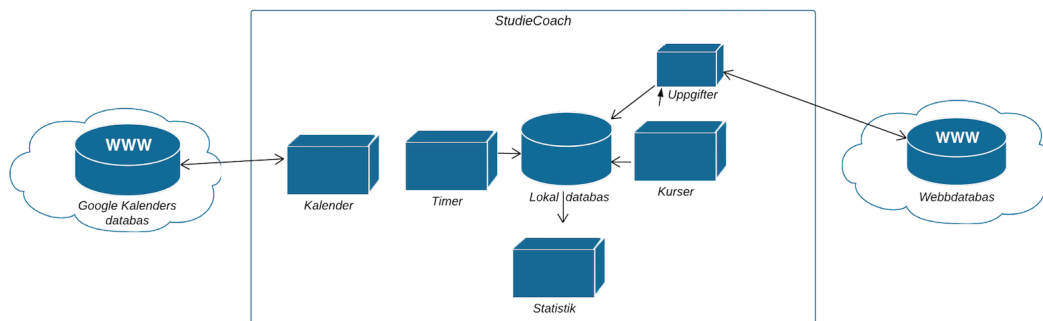 StudieCoach
Uppgifter
WWW
Google Kalenders
databas
Kalender
Timer
Lokal databas
Kurser
WWW
Webbdatabas
Statistik